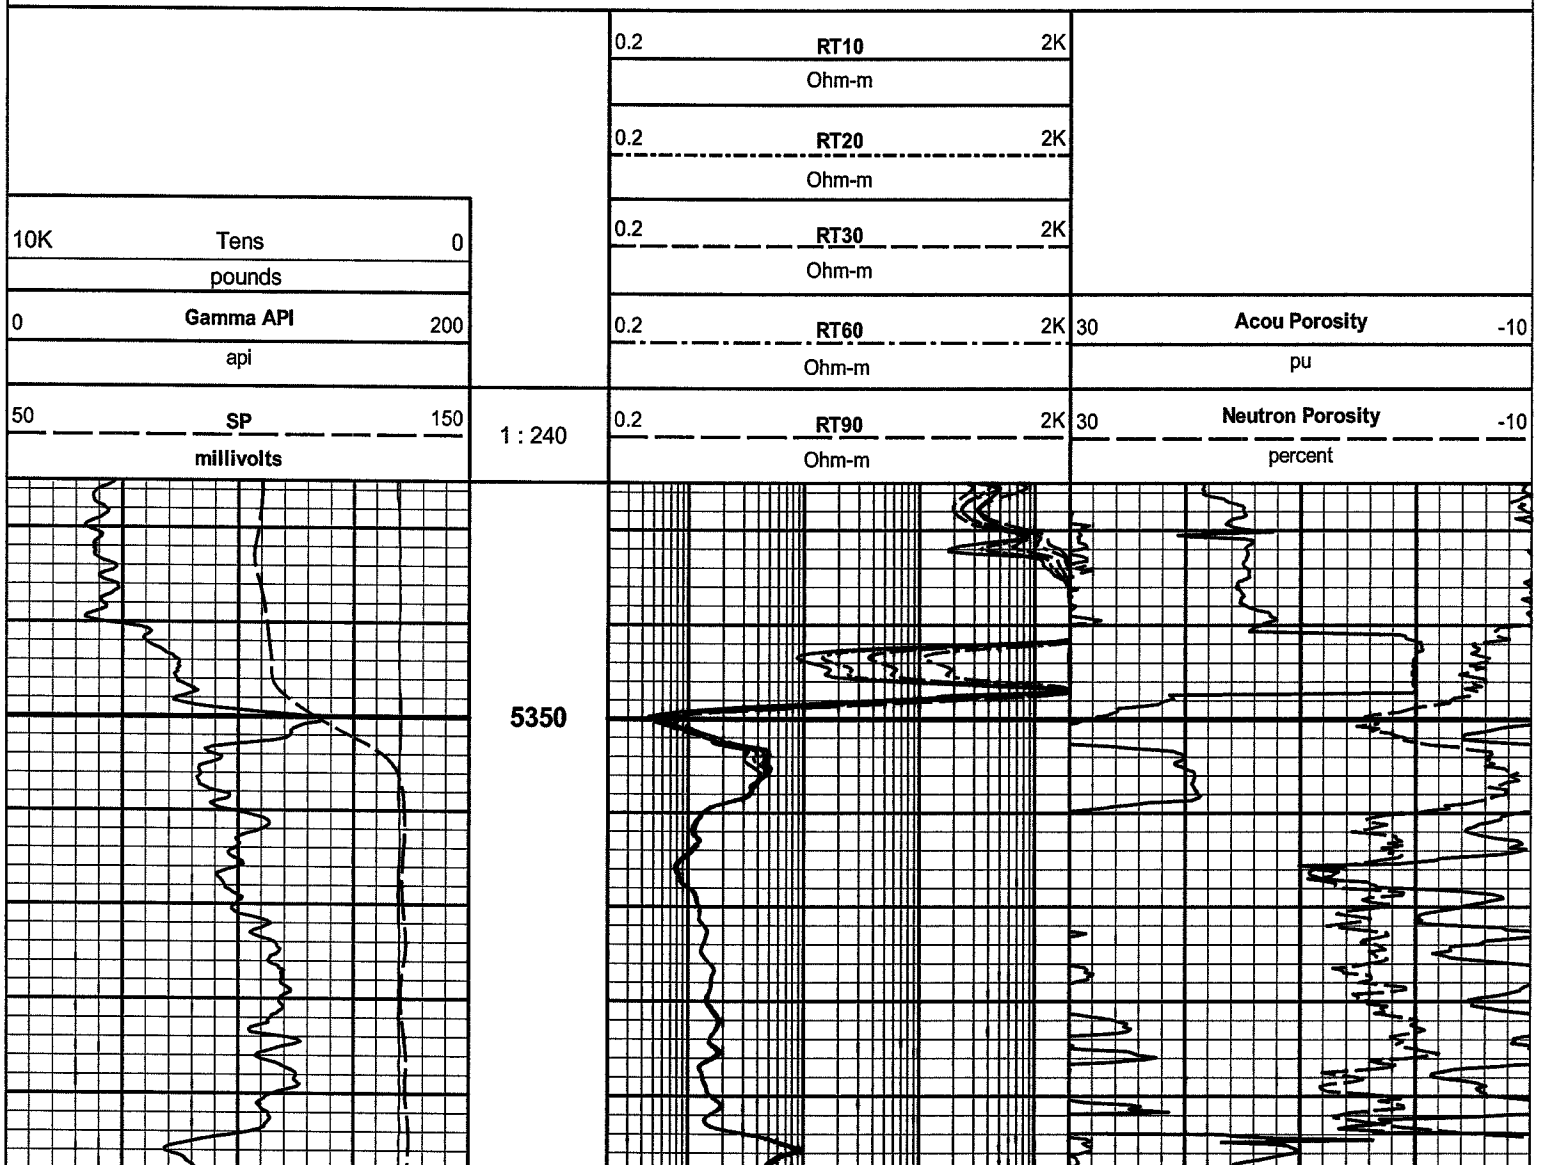 0.2 RT10 2K
Ohm-m
0.2 RT20 2K
Ohm-m
0.2 RT30 2K
Ohm-m
0.2 RT60 2K
Ohm-m
0.2 RT90 2K
Ohm-m
10K Tens 0
pounds
0 Gamma API 200
api
50 SP 150
millivolts
1 : 240
30 Acou Porosity -10
pu
30 Neutron Porosity -10
percent
5350